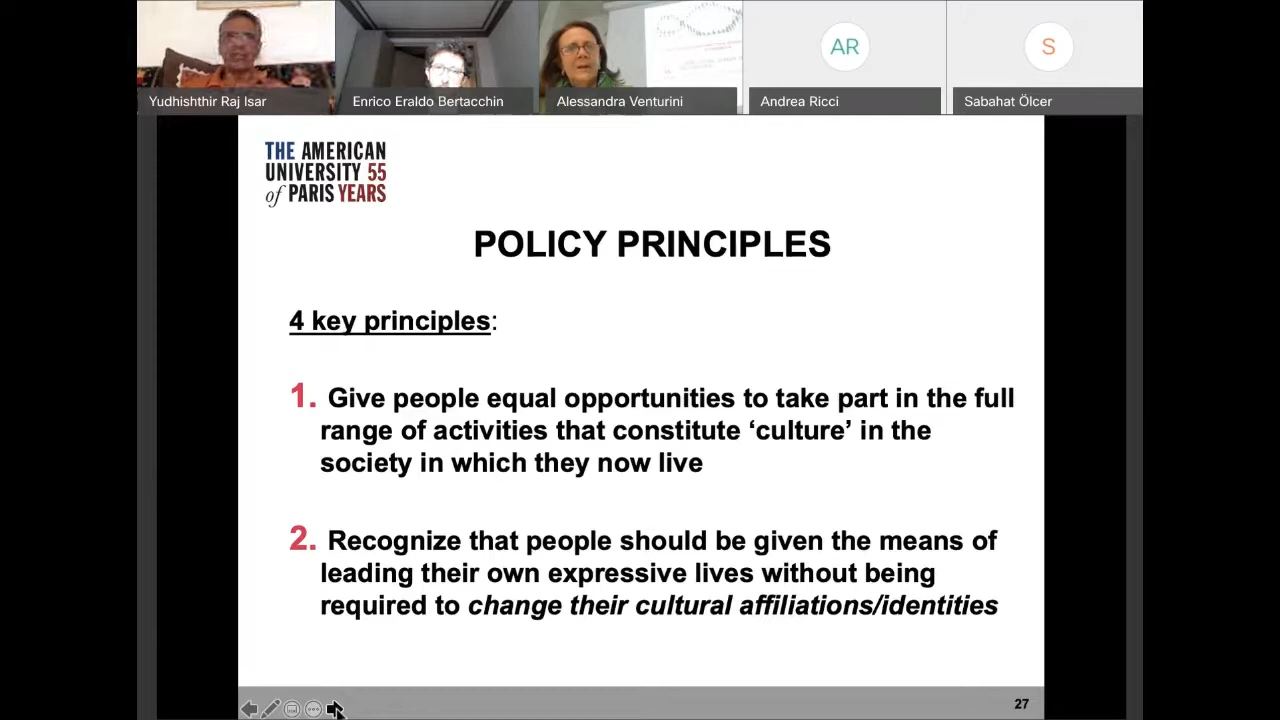 Yudhishthir Raj Isar
Enrico Eraldo Bertacchin
Alessandra Venturini
AR
Andrea Ricci
S
Sabahat Ölcer
THE AMERICAN
UNIVERSITY 55
of PARIS YEARS
POLICY PRINCIPLES
4 key principles:
1. Give people equal opportunities to take part in the full
range of activities that constitute ‘culture’ in the
society in which they now live
2. Recognize that people should be given the means of
leading their own expressive lives without being
required to change their cultural affiliations/identities
27